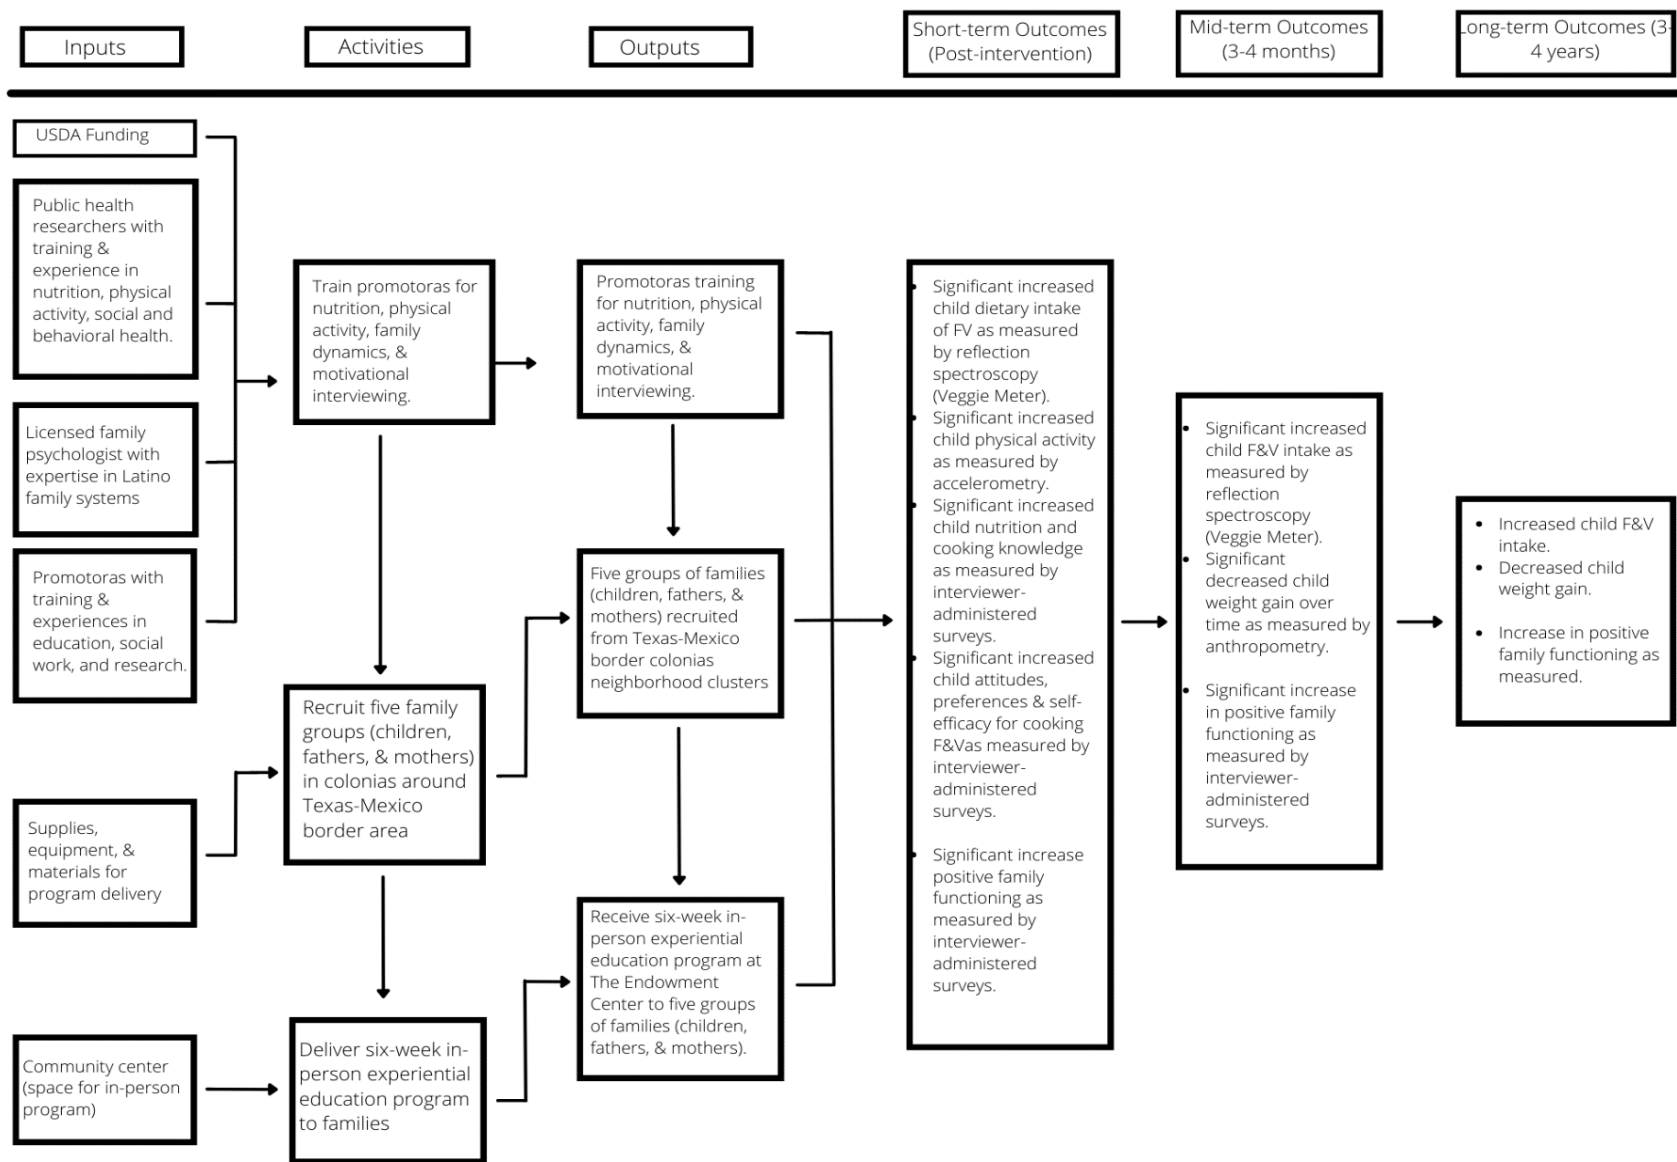 Inputs
Activities
Outputs
Short-term Outcomes
(Post-intervention)
Mid-term Outcomes
(3-4 months)
Long-term Outcomes (3-
4 years)
USDA Funding
Public health
researchers with
training &
experience in
nutrition, physical
activity, social and
behavioral health.
Licensed family
psychologist with
expertise in Latino
family systems
Promotoras with
training &
experiences in
education, social
work, and research.
Supplies,
equipment, &
materials for
program delivery
Community center
(space for in-person
program)
Train promotoras for
nutrition, physical
activity, family
dynamics, &
motivational
interviewing.
Recruit five family
groups (children,
fathers, & mothers)
in colonias around
Texas-Mexico
border area
Deliver six-week in-
person experiential
education program
to families
Promotoras training
for nutrition, physical
activity, family
dynamics, &
motivational
interviewing.
Five groups of families
(children, fathers, &
mothers) recruited
from Texas-Mexico
border colonias
neighborhood clusters
Receive six-week in-
person experiential
education program at
The Endowment
Center to five groups
of families (children,
fathers, & mothers).
• Significant increased
child dietary intake
of FV as measured
by reflection
spectroscopy
(Veggie Meter).
• Significant increased
child physical activity
as measured by
accelerometry.
• Significant increased
child nutrition and
cooking knowledge
as measured by
interviewer-
administered
surveys.
• Significant increased
child attitudes,
preferences & self-
efficacy for cooking
F&Vas measured by
interviewer-
administered
surveys.
• Significant increase
positive family
functioning as
measured by
interviewer-
administered
surveys.
• Significant increased
child F&V intake as
measured by
reflection
spectroscopy
(Veggie Meter).
• Significant
decreased child
weight gain over
time as measured by
anthropometry.
• Significant increase
in positive family
functioning as
measured by
interviewer-
administered
surveys.
• Increased child F&V
intake.
• Decreased child
weight gain.
• Increase in positive
family functioning as
measured.